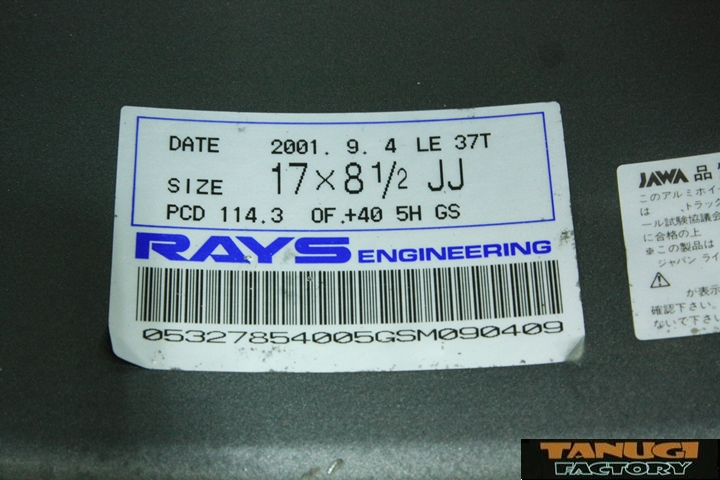 DATE 2001. 9. 4 LE 37T
SIZE 17×8 1/2 JJ
PCD 114.3 OF.+40 5H GS
RAYS ENGINEERING
05327854005GSM090409
JAWA 品
このアルミホイ
は トラック
ール試験協議会
に合格の上
※この製品は
ジャパン ライ
が表示
確認下さい。
ないで下さい
TANUGI
FACTORY